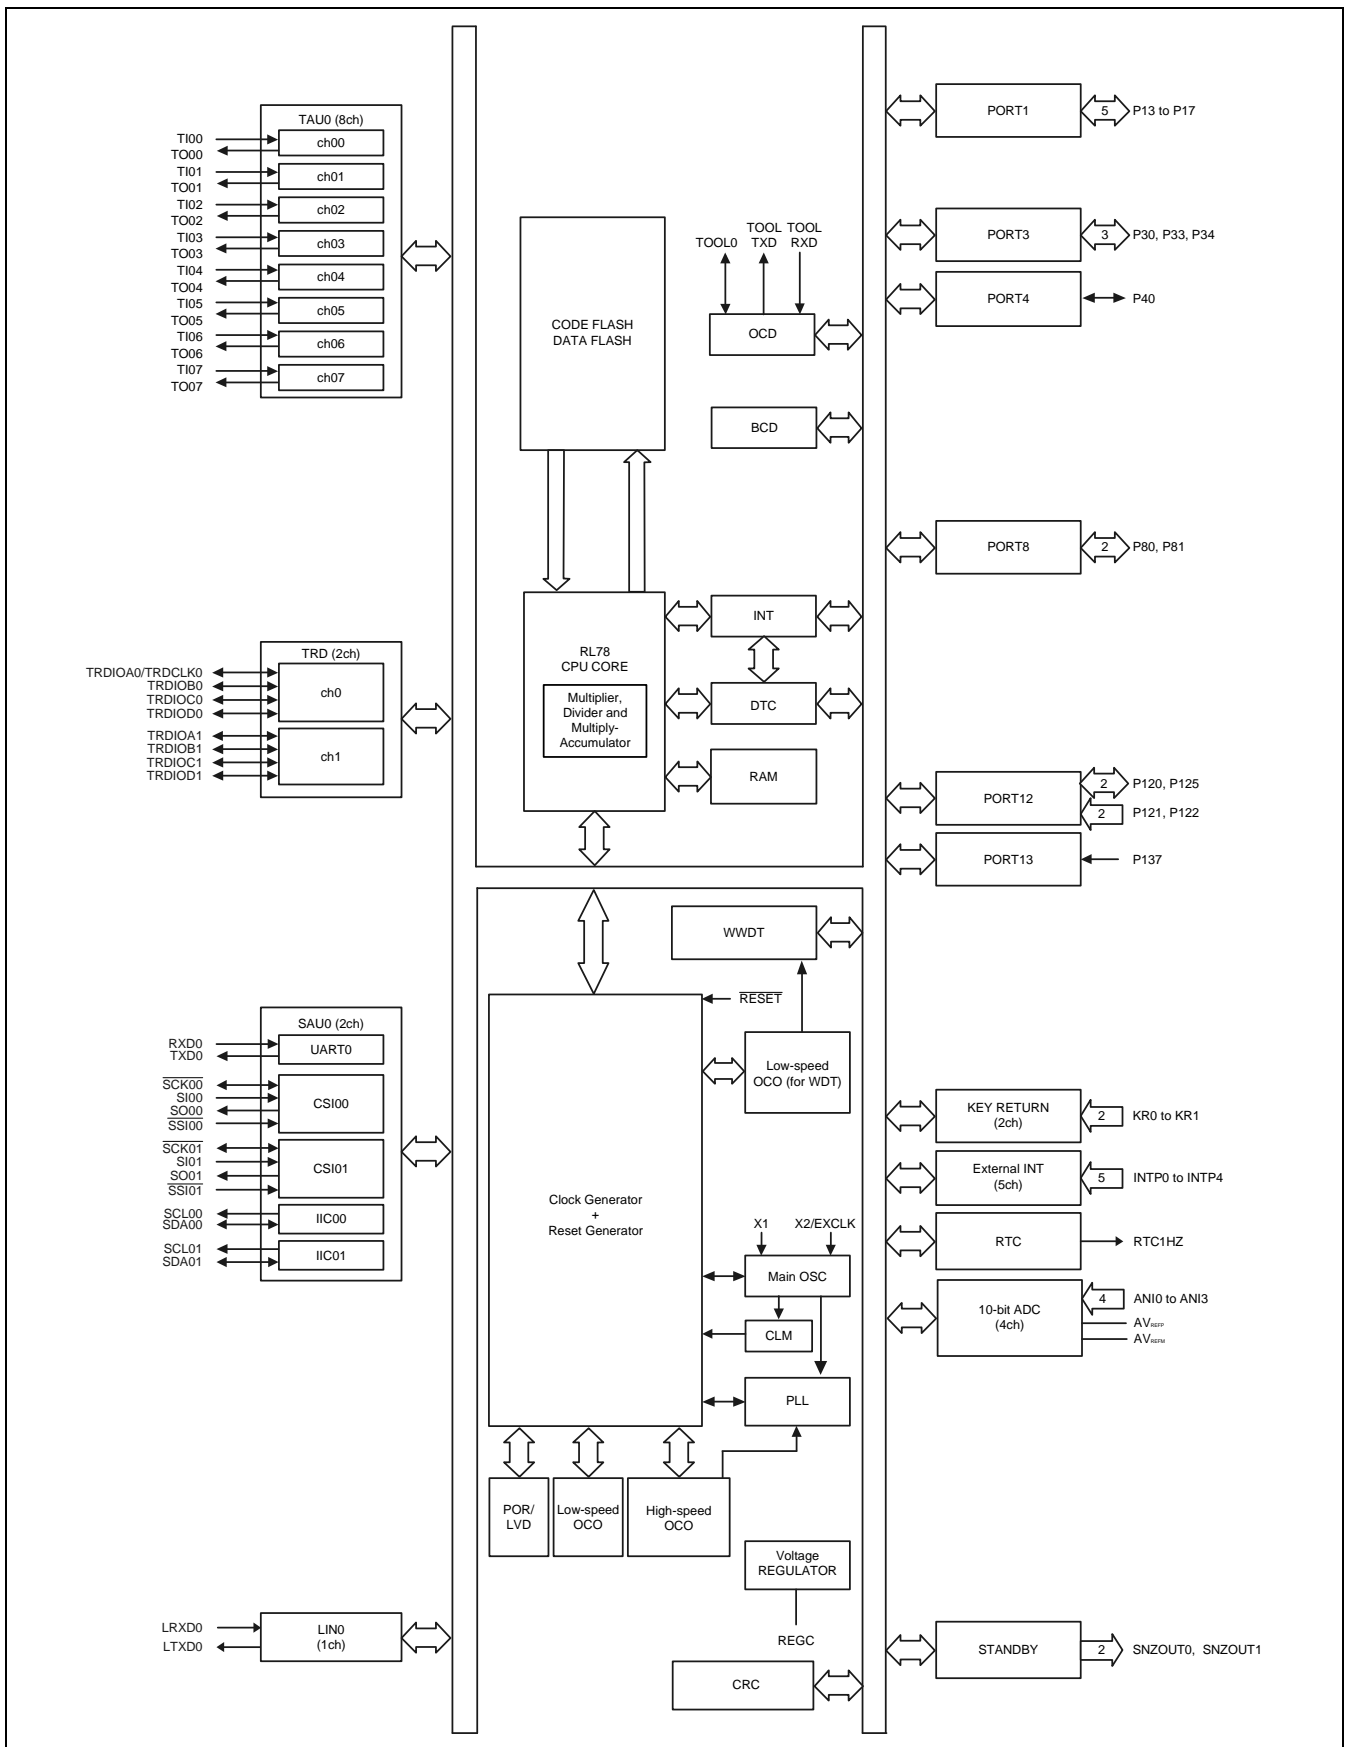 TAU0 (8ch)
TI00
TO00
ch00
TI01
TO01
ch01
TI02
TO02
ch02
TI03
TO03
ch03
TI04
TO04
ch04
TI05
TO05
ch05
TI06
TO06
ch06
TI07
TO07
ch07
TRD (2ch)
TRDIOA0/TRDCLK0
TRDIOB0
TRDIOC0
TRDIOD0
ch0
TRDIOA1
TRDIOB1
TRDIOC1
TRDIOD1
ch1
SAU0 (2ch)
RXD0
TXD0
UART0
SCK00
SI00
SO00
SSI00
CSI00
SCK01
SI01
SO01
SSI01
CSI01
SCL00
SDA00
IIC00
SCL01
SDA01
IIC01
LRXD0
LTXD0
LIN0
(1ch)
CODE FLASH
DATA FLASH
TOOL0
TOOL
TXD
TOOL
RXD
OCD
BCD
RL78
CPU CORE
Multiplier,
Divider and
Multiply-
Accumulator
INT
DTC
RAM
WWDT
RESET
Low-speed
OCO (for WDT)
Clock Generator
+
Reset Generator
X1
X2/EXCLK
Main OSC
CLM
PLL
POR/
LVD
Low-speed
OCO
High-speed
OCO
Voltage
REGULATOR
REGC
CRC
PORT1
5
P13 to P17
PORT3
3
P30, P33, P34
PORT4
P40
PORT8
2
P80, P81
PORT12
2
P120, P125
2
P121, P122
PORT13
P137
KEY RETURN
(2ch)
2
KR0 to KR1
External INT
(5ch)
5
INTP0 to INTP4
RTC
RTC1HZ
10-bit ADC
(4ch)
4
ANI0 to ANI3
AVREFP
AVREFM
STANDBY
2
SNZOUT0, SNZOUT1